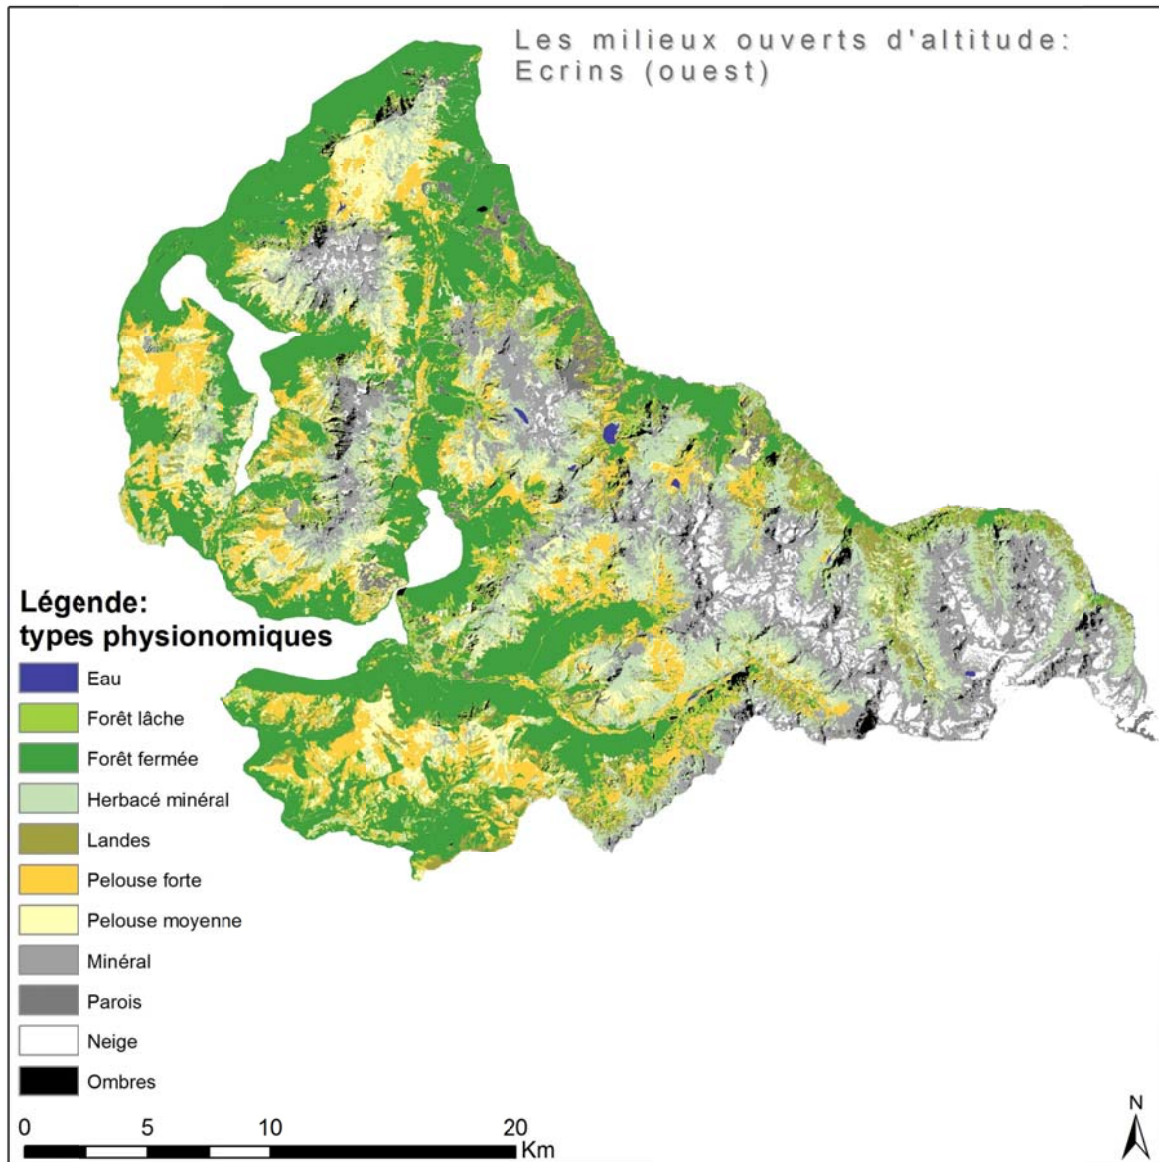 Les milieux ouverts d'altitude:
Ecrins (ouest)
Légende:
types physionomiques
Eau
Forêt lâche
Forêt fermée
Herbacé minéral
Landes
Pelouse forte
Pelouse moyenne
Minéral
Parois
Neige
Ombres
0 5 10 20
Km
N